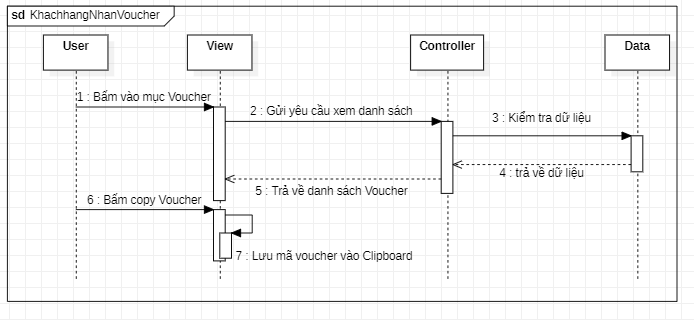 sd KhachhangNhanVoucher
User
View
Controller
Data
1 : Bấm vào mục Voucher
2 : Gửi yêu cầu xem danh sách
3 : Kiểm tra dữ liệu
4 : trả về dữ liệu
5 : Trả về danh sách Voucher
6 : Bấm copy Voucher
7 : Lưu mã voucher vào Clipboard